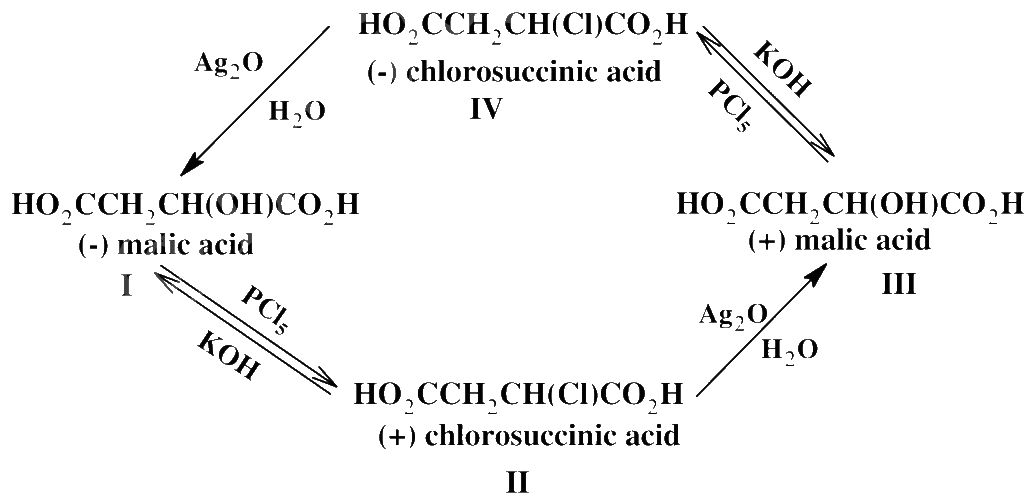 HO₂CCH₂CH(Cl)CO₂H
(-) chlorosuccinic acid
IV
Ag₂O
H₂O
KOH
PCl₅
HO₂CCH₂CH(OH)CO₂H
(-) malic acid
I
HO₂CCH₂CH(OH)CO₂H
(+) malic acid
III
PCl₅
KOH
Ag₂O
H₂O
HO₂CCH₂CH(Cl)CO₂H
(+) chlorosuccinic acid
II